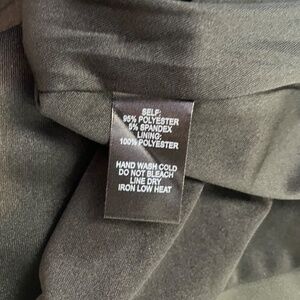 SELF:
95% POLYESTER
5% SPANDEX
LINING:
100% POLYESTER
HAND WASH COLD
DO NOT BLEACH
LINE DRY
IRON LOW HEAT